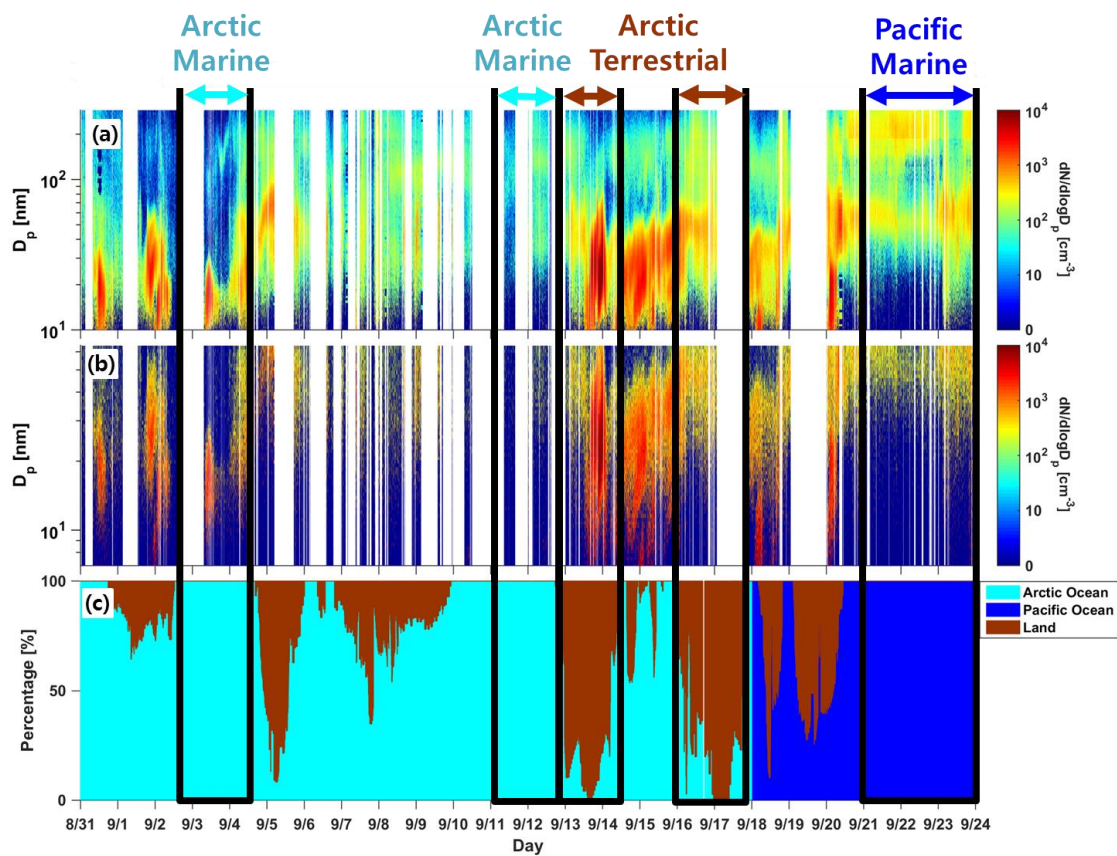 Arctic
Marine
Arctic
Marine
Arctic
Terrestrial
Pacific
Marine
(a)
10²
10¹
Dₚ [nm]
10⁴
10³
10²
10
0
dN/dlogDₚ [cm⁻³]
(b)
10¹
Dₚ [nm]
10⁴
10³
10²
10
0
dN/dlogDₚ [cm⁻³]
(c)
100
50
0
Percentage [%]
Arctic Ocean
Pacific Ocean
Land
8/31 9/1 9/2 9/3 9/4 9/5 9/6 9/7 9/8 9/9 9/10 9/11 9/12 9/13 9/14 9/15 9/16 9/17 9/18 9/19 9/20 9/21 9/22 9/23 9/24
Day